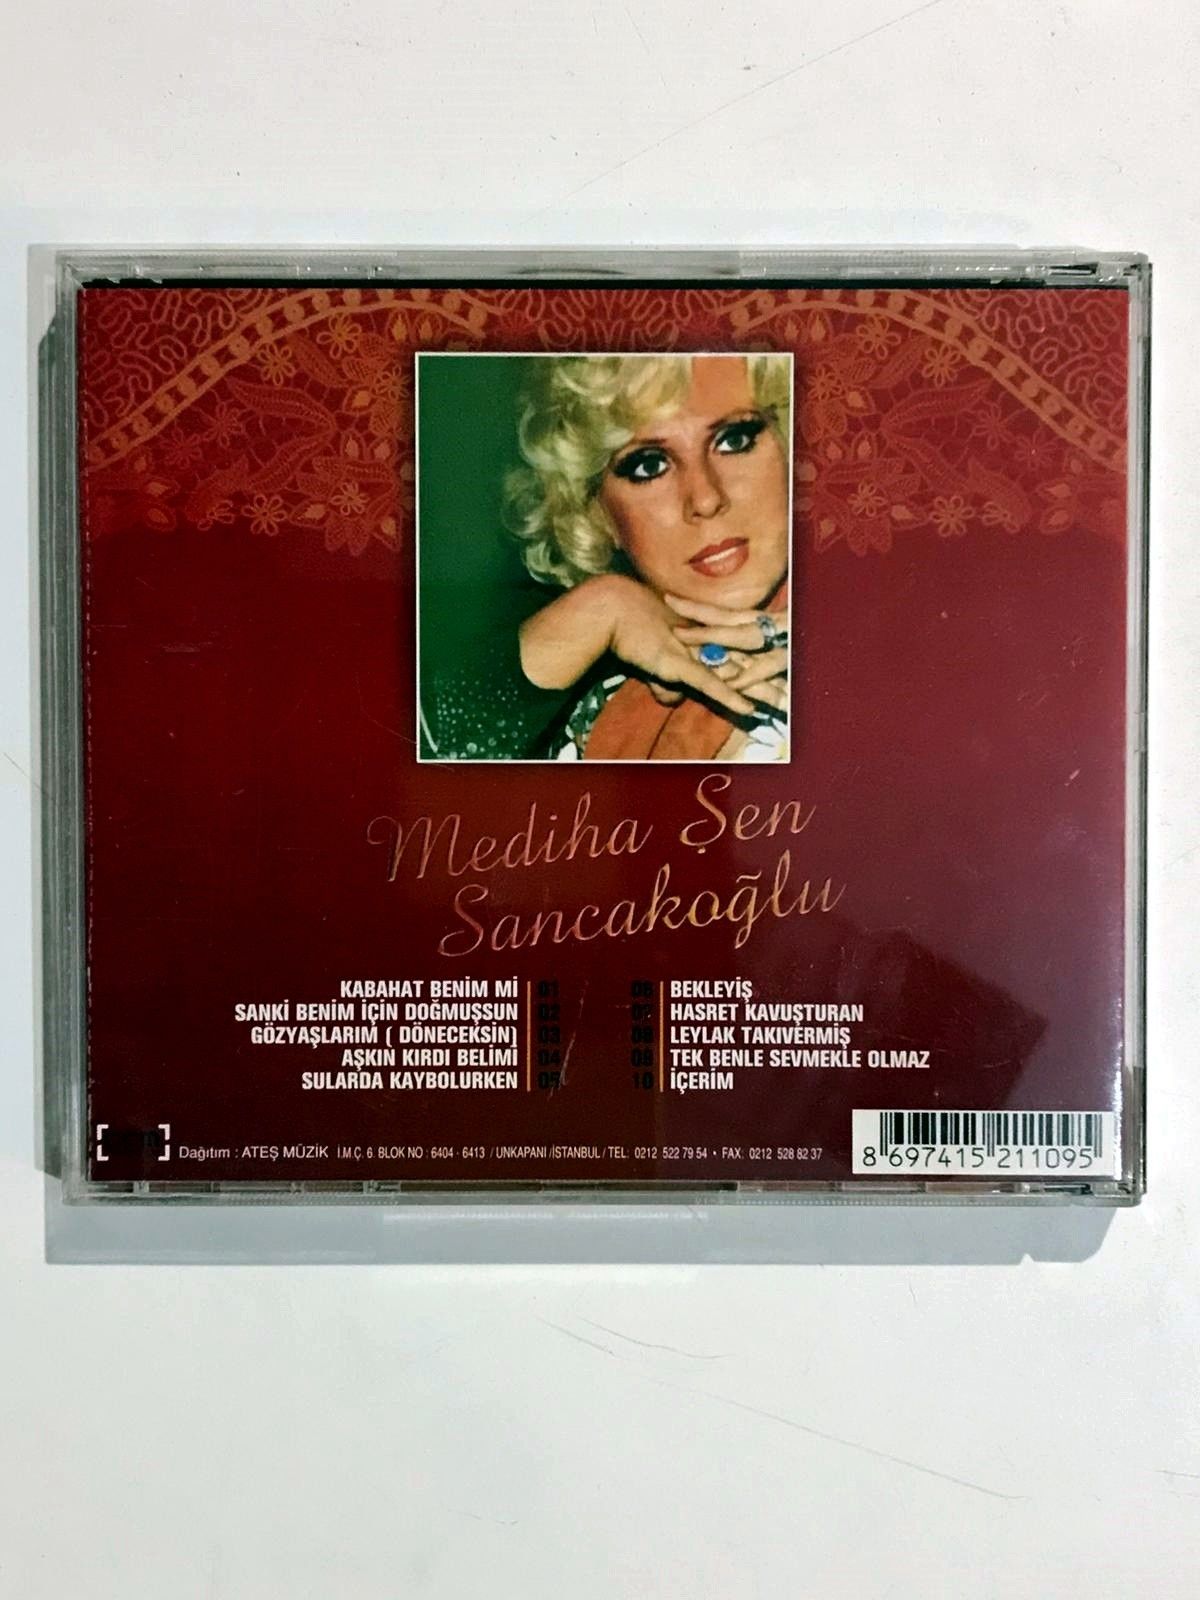 Mediha Şen
Sancakoğlu
KABAHAT BENİM Mİ 01
SANKİ BENİM İÇİN DOĞMUŞSUN 02
GÖZYAŞLARIM ( DÖNECEKSİN) 03
AŞKIN KIRDI BELİMİ 04
SULARDA KAYBOLURKEN 05
06 BEKLEYİŞ
07 HASRET KAVUŞTURAN
08 LEYLAK TAKIVERMİŞ
09 TEK BENLE SEVMEKLE OLMAZ
10 İÇERİM
Dağıtım : ATEŞ MÜZİK İ.M.Ç. 6. BLOK NO : 6404 - 6413 / UNKAPANI /İSTANBUL / TEL: 0212 522 79 54 • FAX: 0212 528 82 37
8 697415 211095